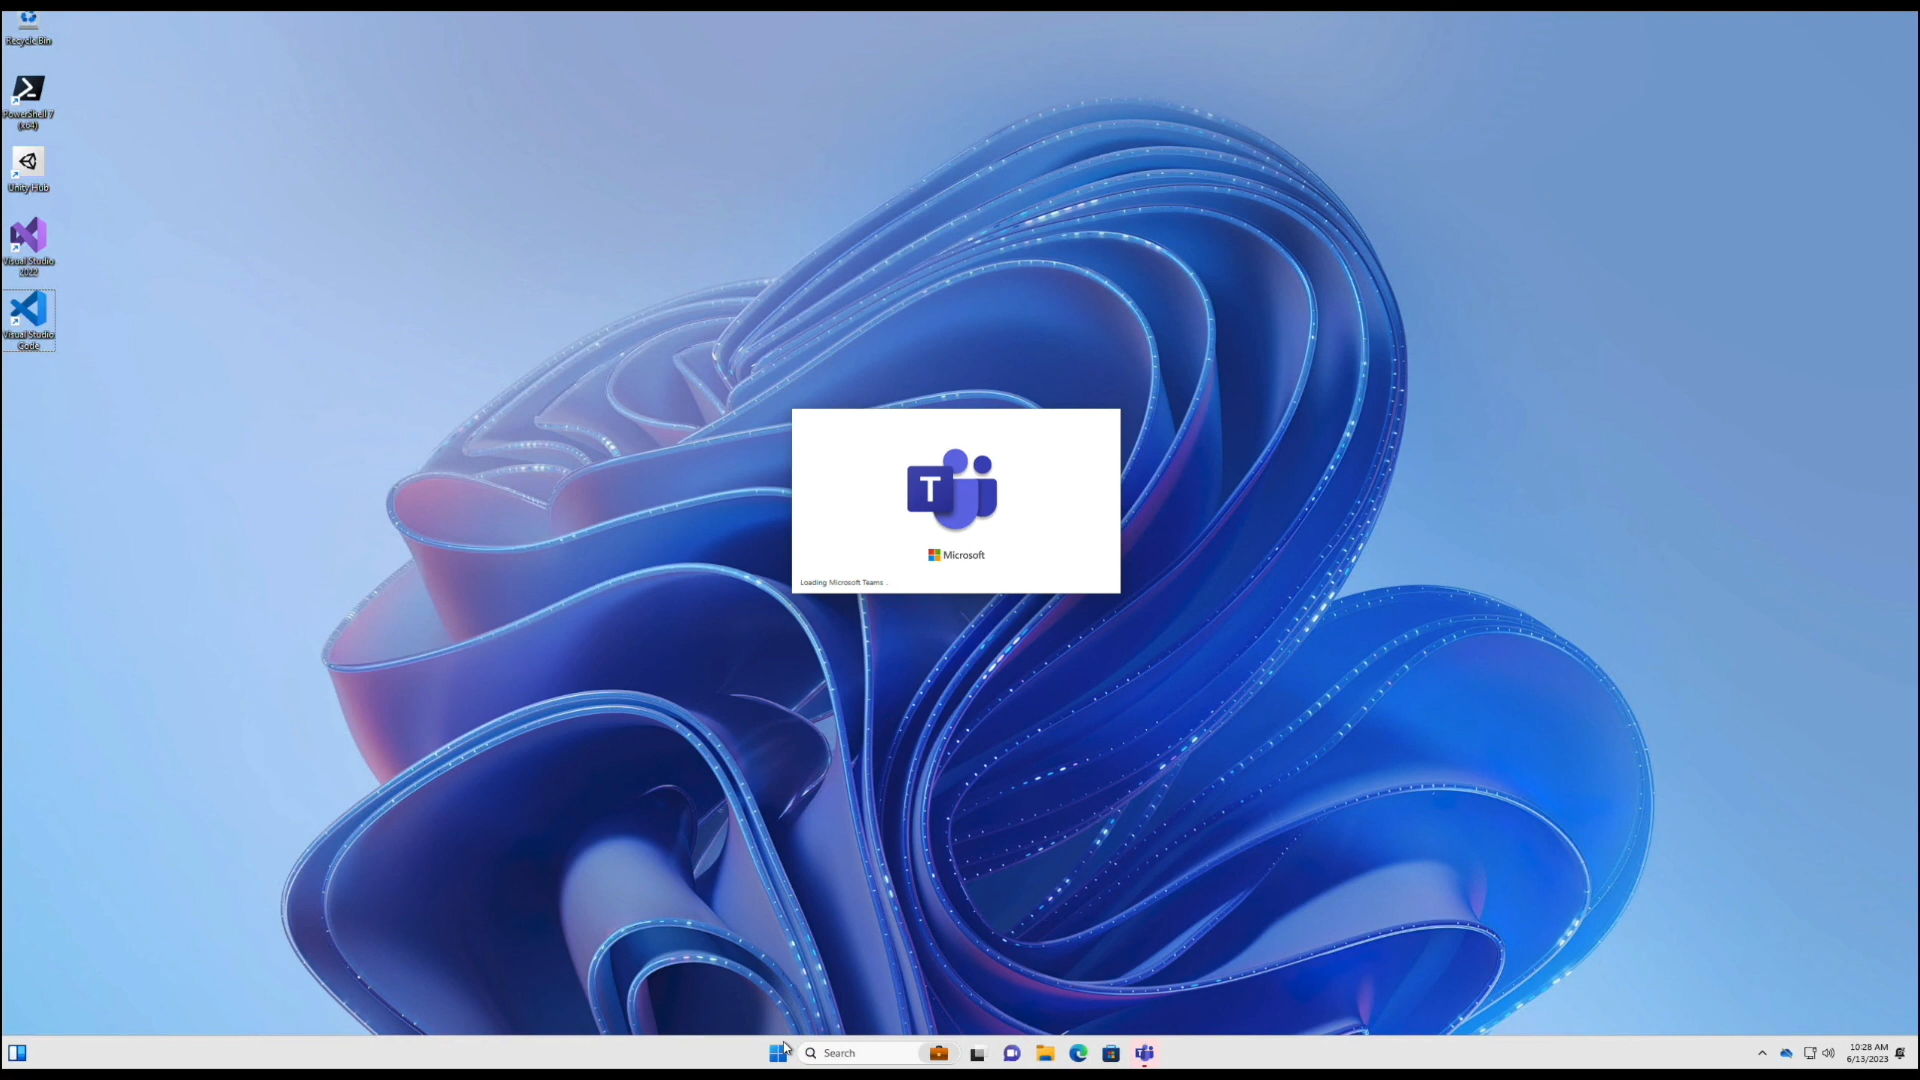 Recycle Bin
PowerShell 7
(x64)
Unity Hub
Visual Studio
2022
Visual Studio
Code
T
Microsoft
Loading Microsoft Teams ..
Search
10:28 AM
6/13/2023